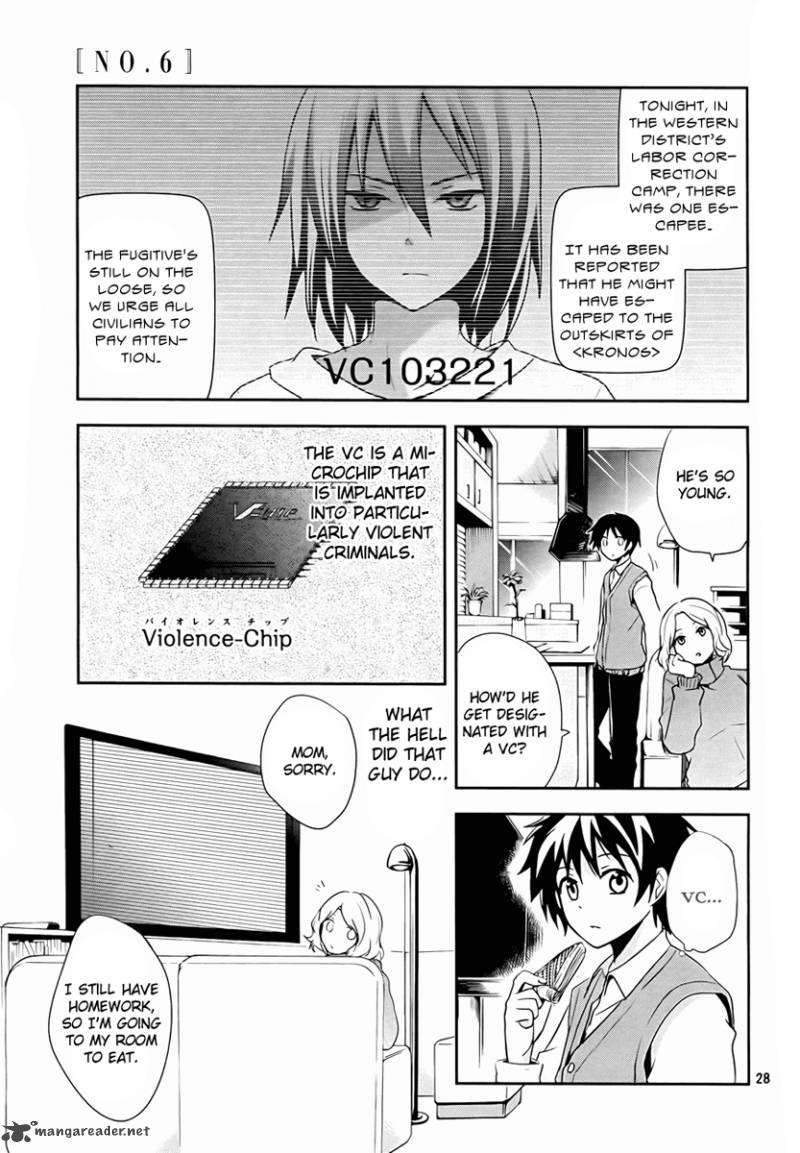 [NO.6]
TONIGHT, IN
THE WESTERN
DISTRICT'S
LABOR COR-
RECTION
CAMP, THERE
WAS ONE ES-
CAPEE.
IT HAS BEEN
REPORTED
THAT HE MIGHT
HAVE ES-
CAPED TO THE
OUTSKIRTS OF
<KRONOS>
THE FUGITIVE'S
STILL ON THE
LOOSE, SO
WE URGE ALL
CIVILIANS TO
PAY ATTEN-
TION.
VC103221
THE VC IS A MI-
CROCHIP THAT
IS IMPLANTED
INTO PARTICU-
LARLY VIOLENT
CRIMINALS.
バイオレンス チップ
Violence-Chip
HE'S SO
YOUNG.
HOW'D HE
GET DESIG-
NATED WITH
A VC?
WHAT
THE HELL
DID THAT
GUY DO...
MOM,
SORRY.
VC...
I STILL HAVE
HOMEWORK,
SO I'M GOING
TO MY ROOM
TO EAT.
28
mangareader.net